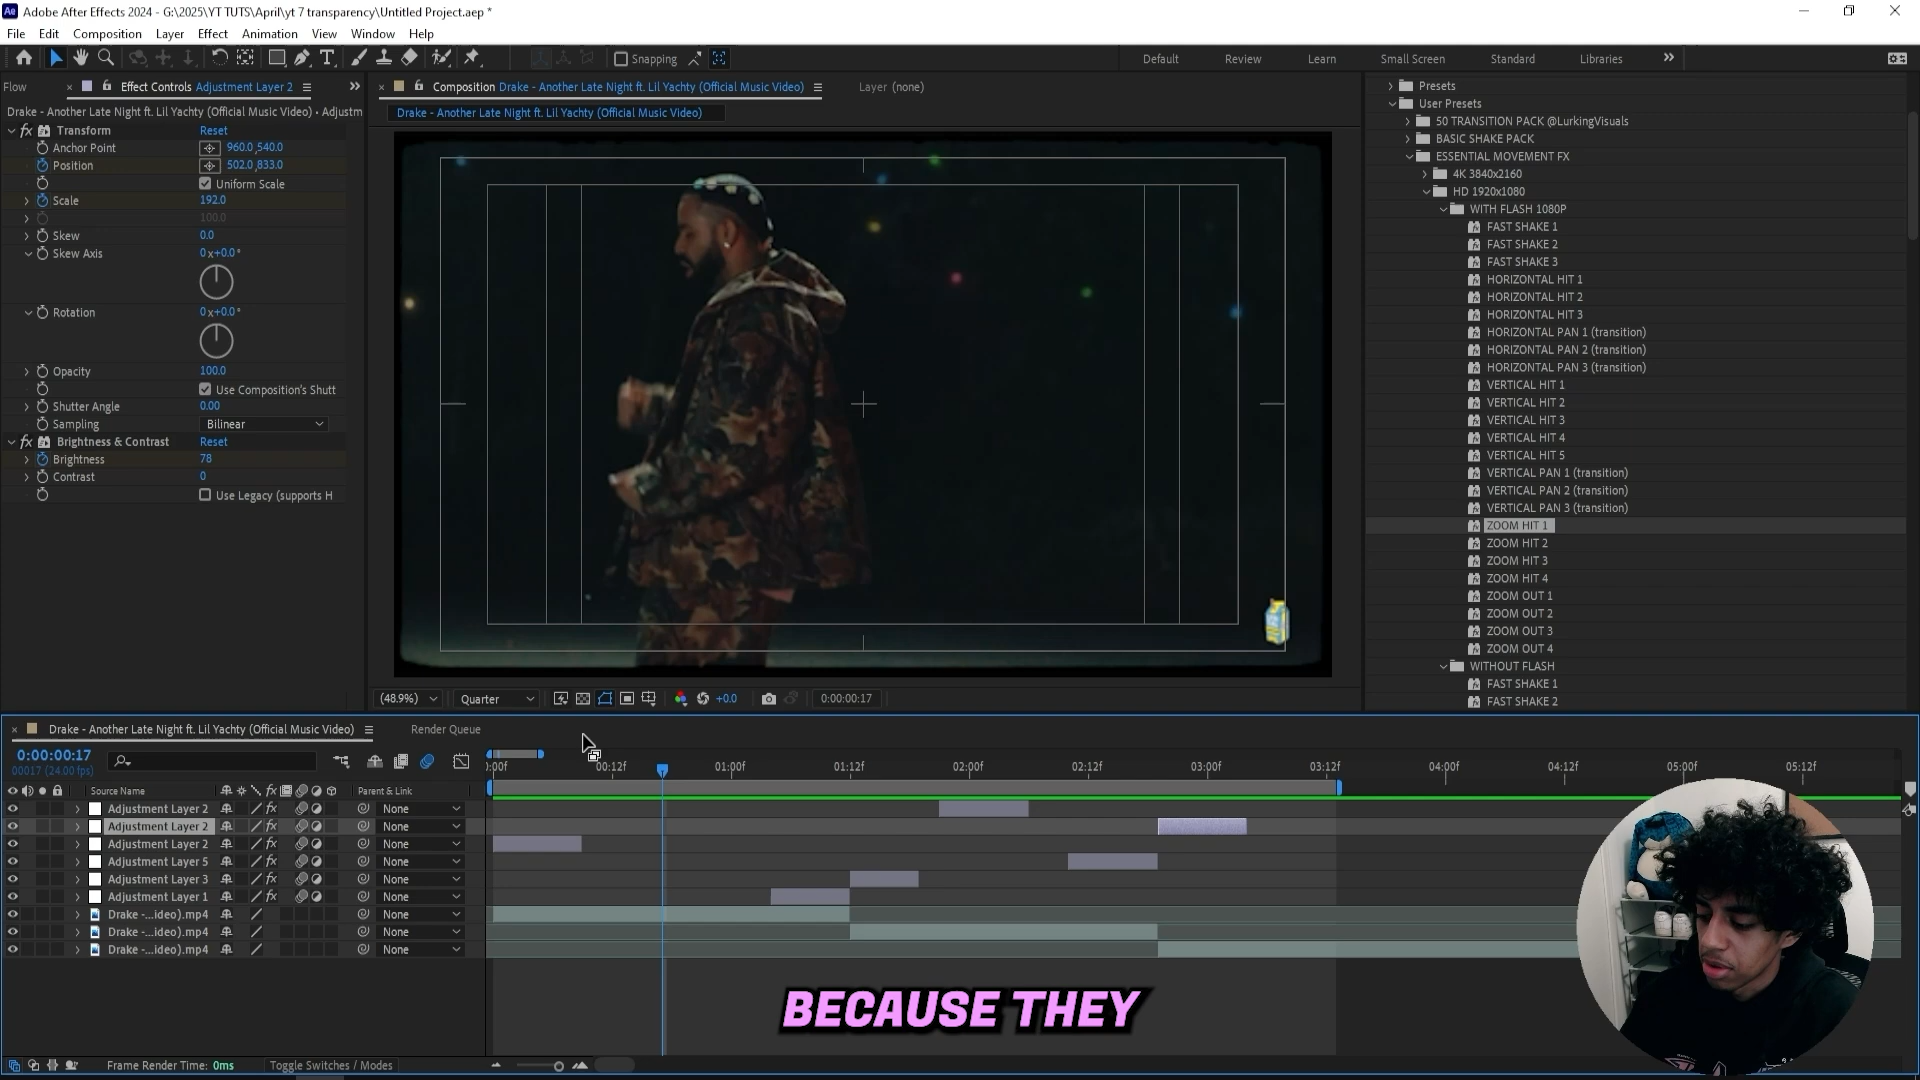 Adobe After Effects 2024 - G:\2025\YT TUTS\April\yt 7 transparency\Untitled Project.aep *
File Edit Composition Layer Effect Animation View Window Help
Snapping
Default Review Learn Small Screen Standard Libraries
Flow
Effect Controls Adjustment Layer 2
Drake - Another Late Night ft. Lil Yachty (Official Music Video) • Adjustm
Transform Reset
Anchor Point 960.0,540.0
Position 502.0,833.0
Uniform Scale
Scale 192.0
100.0
Skew 0.0
Skew Axis 0x+0.0°
Rotation 0x+0.0°
Opacity 100.0
Use Composition's Shutt
Shutter Angle 0.00
Sampling Bilinear
Brightness & Contrast Reset
Brightness 78
Contrast 0
Use Legacy (supports H
Composition Drake - Another Late Night ft. Lil Yachty (Official Music Video)
Layer (none)
Drake - Another Late Night ft. Lil Yachty (Official Music Video)
(48.9%) Quarter +0.0 0:00:00:17
Presets
User Presets
50 TRANSITION PACK @LurkingVisuals
BASIC SHAKE PACK
ESSENTIAL MOVEMENT FX
4K 3840x2160
HD 1920x1080
WITH FLASH 1080P
FAST SHAKE 1
FAST SHAKE 2
FAST SHAKE 3
HORIZONTAL HIT 1
HORIZONTAL HIT 2
HORIZONTAL HIT 3
HORIZONTAL PAN 1 (transition)
HORIZONTAL PAN 2 (transition)
HORIZONTAL PAN 3 (transition)
VERTICAL HIT 1
VERTICAL HIT 2
VERTICAL HIT 3
VERTICAL HIT 4
VERTICAL HIT 5
VERTICAL PAN 1 (transition)
VERTICAL PAN 2 (transition)
VERTICAL PAN 3 (transition)
ZOOM HIT 1
ZOOM HIT 2
ZOOM HIT 3
ZOOM HIT 4
ZOOM OUT 1
ZOOM OUT 2
ZOOM OUT 3
ZOOM OUT 4
WITHOUT FLASH
FAST SHAKE 1
FAST SHAKE 2
Drake - Another Late Night ft. Lil Yachty (Official Music Video)
Render Queue
0:00:00:17
00017 (24.00 fps)
:00f 00:12f 01:00f 01:12f 02:00f 02:12f 03:00f 03:12f 04:00f 04:12f 05:00f 05:12f
Source Name Parent & Link
Adjustment Layer 2 None
Adjustment Layer 2 None
Adjustment Layer 2 None
Adjustment Layer 5 None
Adjustment Layer 3 None
Adjustment Layer 1 None
Drake -...ideo).mp4 None
Drake -...ideo).mp4 None
Drake -...ideo).mp4 None
BECAUSE THEY
Frame Render Time: 0ms
Toggle Switches / Modes